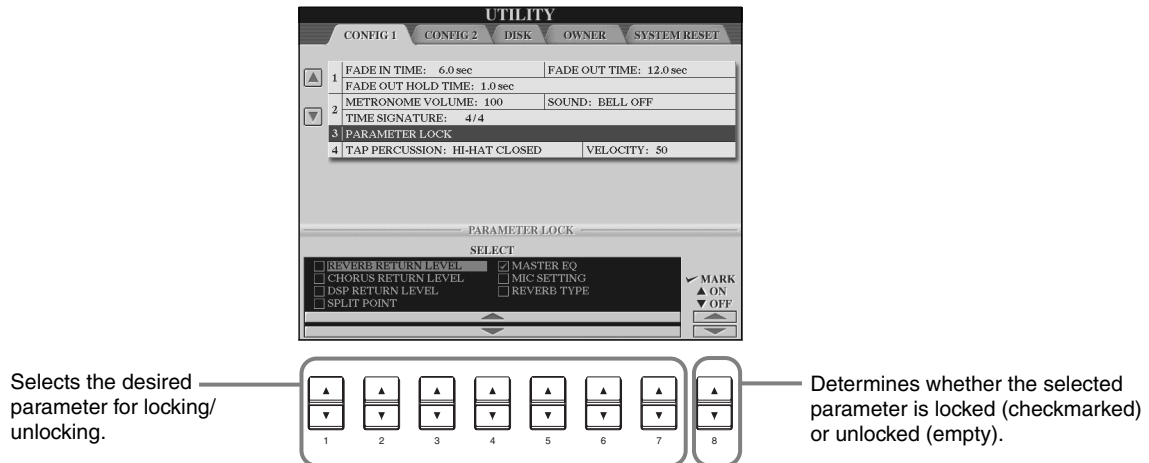 UTILITY
CONFIG 1 CONFIG 2 DISK OWNER SYSTEM RESET
1 FADE IN TIME: 6.0 sec FADE OUT TIME: 12.0 sec
FADE OUT HOLD TIME: 1.0 sec
2 METRONOME VOLUME: 100 SOUND: BELL OFF
TIME SIGNATURE: 4/4
3 PARAMETER LOCK
4 TAP PERCUSSION: HI-HAT CLOSED VELOCITY: 50
PARAMETER LOCK
SELECT
REVERB RETURN LEVEL MASTER EQ
CHORUS RETURN LEVEL MIC SETTING
DSP RETURN LEVEL REVERB TYPE
SPLIT POINT
MARK
▲ ON
▼ OFF
Selects the desired
parameter for locking/
unlocking.
1 2 3 4 5 6 7 8
Determines whether the selected
parameter is locked (checkmarked)
or unlocked (empty).